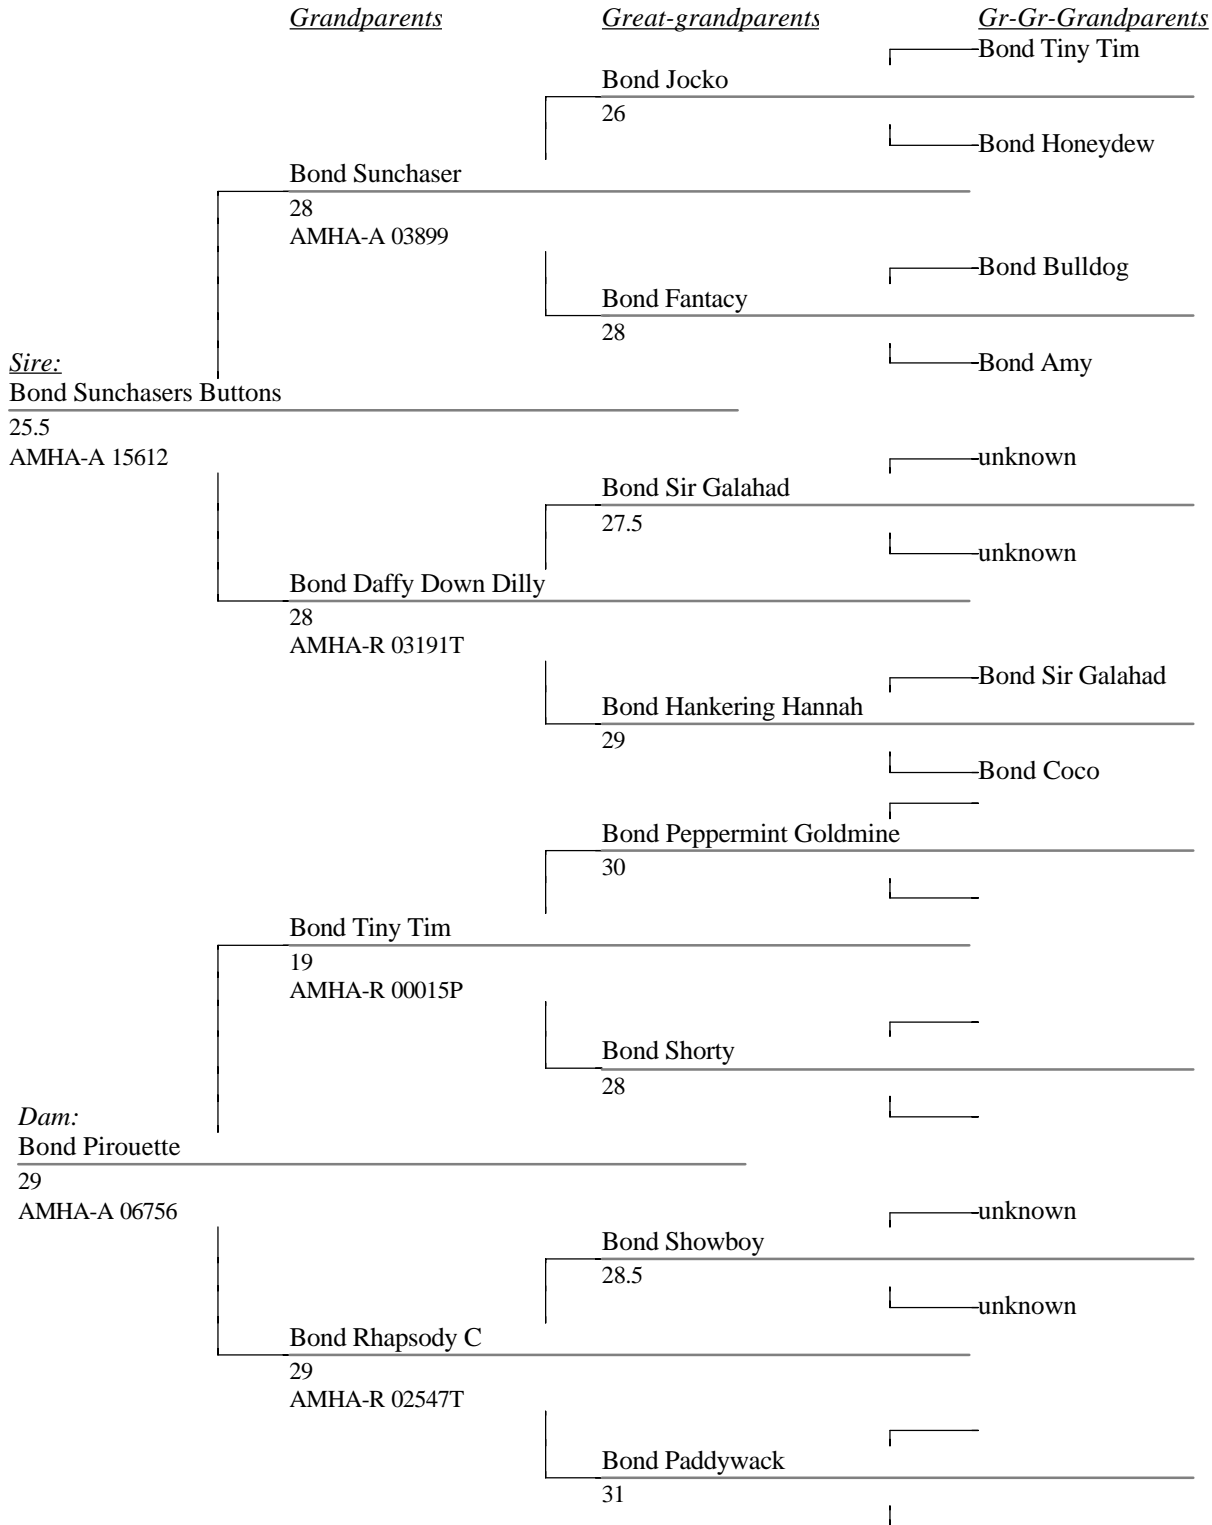 Grandparents Great-grandparents Gr-Gr-Grandparents
Bond Tiny Tim
Bond Jocko
26
Bond Honeydew
Bond Sunchaser
28
AMHA-A 03899
Bond Bulldog
Bond Fantacy
28
Bond Amy
Sire:
Bond Sunchasers Buttons
25.5
AMHA-A 15612
unknown
Bond Sir Galahad
27.5
unknown
Bond Daffy Down Dilly
28
AMHA-R 03191T
Bond Sir Galahad
Bond Hankering Hannah
29
Bond Coco
Bond Peppermint Goldmine
30
Bond Tiny Tim
19
AMHA-R 00015P
Bond Shorty
28
Dam:
Bond Pirouette
29
AMHA-A 06756
unknown
Bond Showboy
28.5
unknown
Bond Rhapsody C
29
AMHA-R 02547T
Bond Paddywack
31